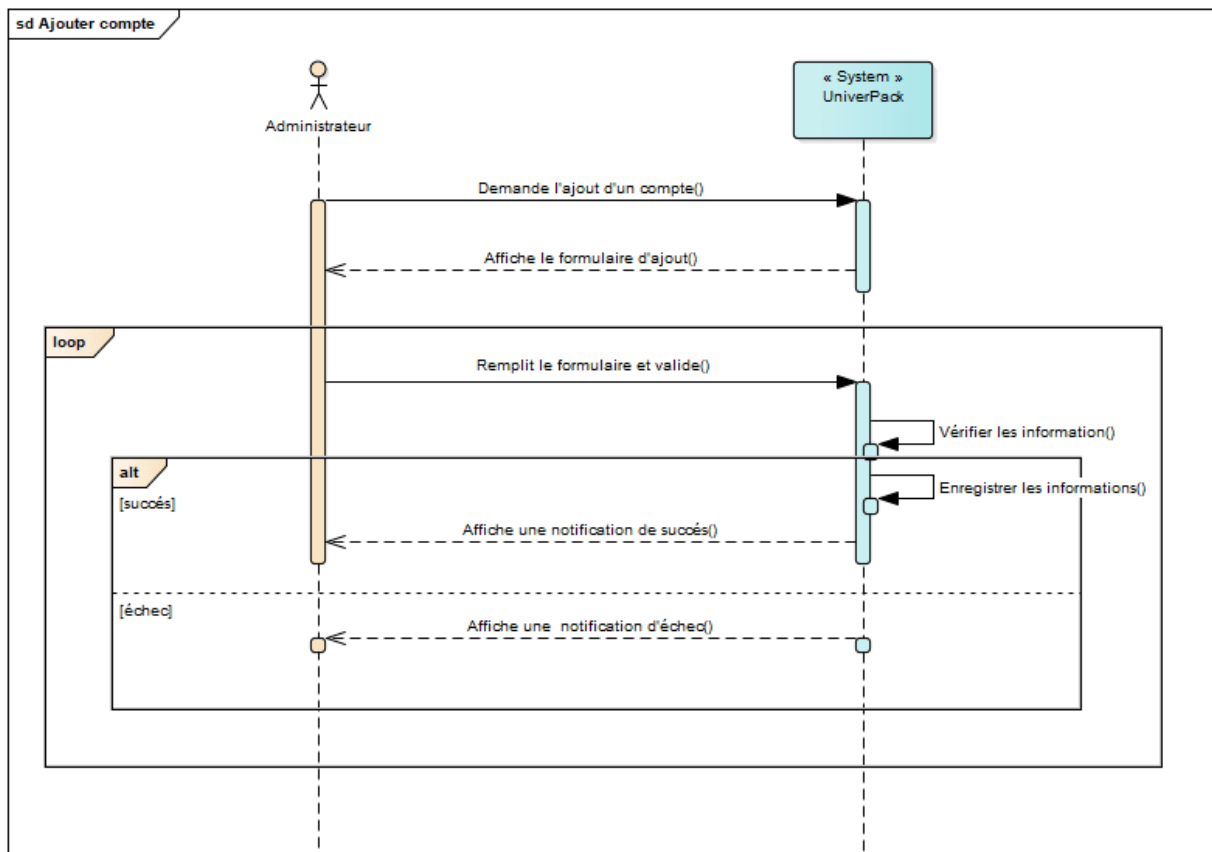 sd Ajouter compte
« System »
UniverPack
Administrateur
Demande l'ajout d'un compte()
Affiche le formulaire d'ajout()
loop
Remplit le formulaire et valide()
Vérifier les information()
alt
[succés]
Enregistrer les informations()
Affiche une notification de succés()
[échec]
Affiche une  notification d'échec()